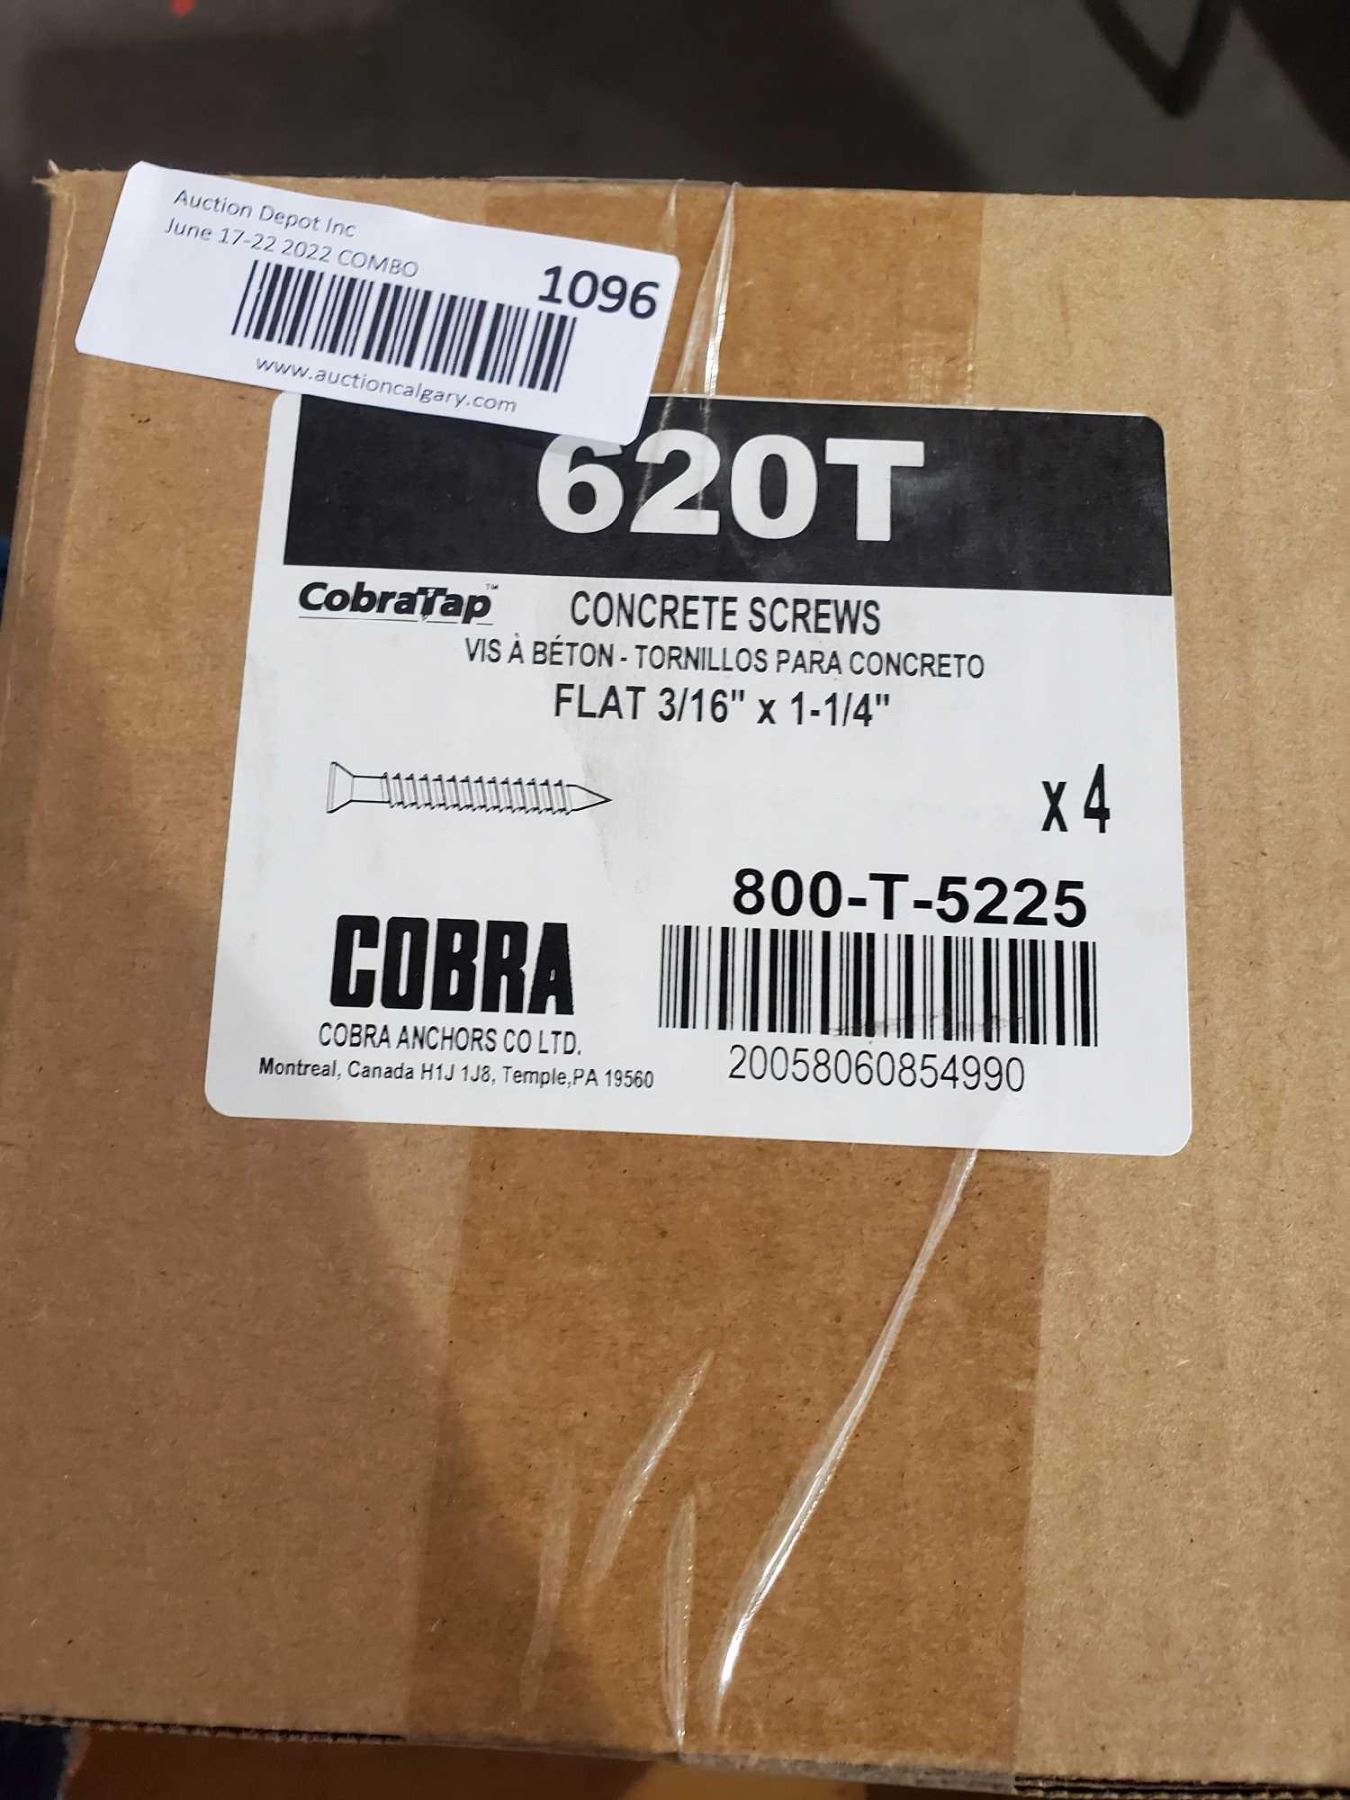 Auction Depot Inc
June 17-22 2022 COMBO
1096
www.auctioncalgary.com
620T
CobraTap™
CONCRETE SCREWS
VIS À BÉTON - TORNILLOS PARA CONCRETO
FLAT 3/16" x 1-1/4"
x 4
800-T-5225
COBRA
COBRA ANCHORS CO LTD.
Montreal, Canada H1J 1J8, Temple,PA 19560
20058060854990